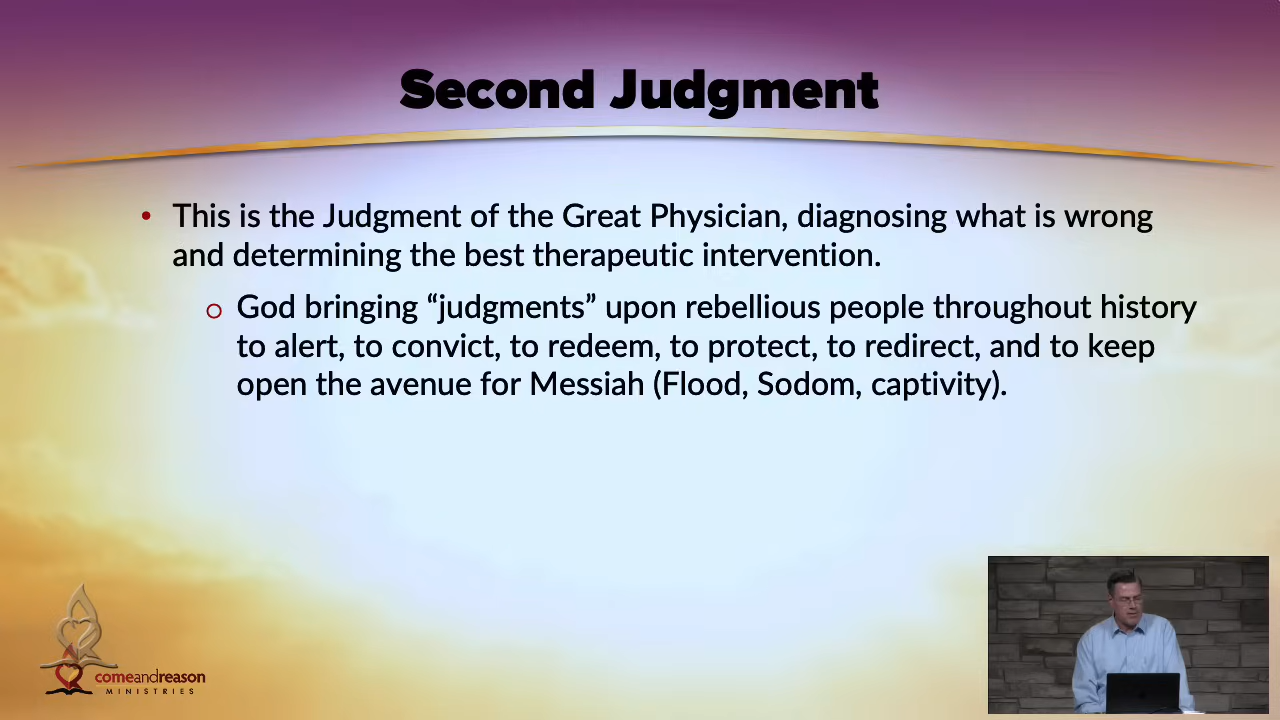 Second Judgment
• This is the Judgment of the Great Physician, diagnosing what is wrong
and determining the best therapeutic intervention.
o God bringing “judgments” upon rebellious people throughout history
to alert, to convict, to redeem, to protect, to redirect, and to keep
open the avenue for Messiah (Flood, Sodom, captivity).
comeandreason
MINISTRIES